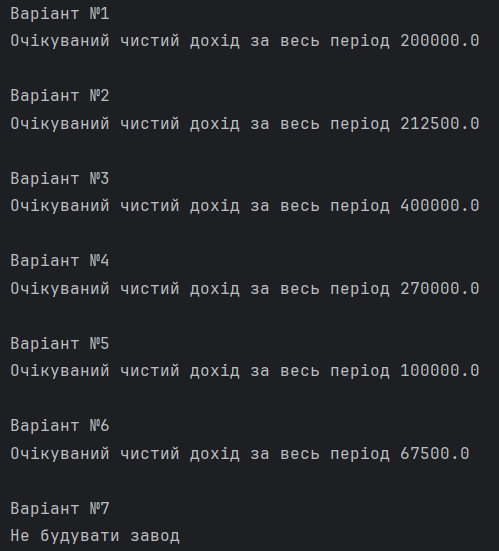 Варіант №1
Очікуваний чистий дохід за весь період 200000.0
Варіант №2
Очікуваний чистий дохід за весь період 212500.0
Варіант №3
Очікуваний чистий дохід за весь період 400000.0
Варіант №4
Очікуваний чистий дохід за весь період 270000.0
Варіант №5
Очікуваний чистий дохід за весь період 100000.0
Варіант №6
Очікуваний чистий дохід за весь період 67500.0
Варіант №7
Не будувати завод